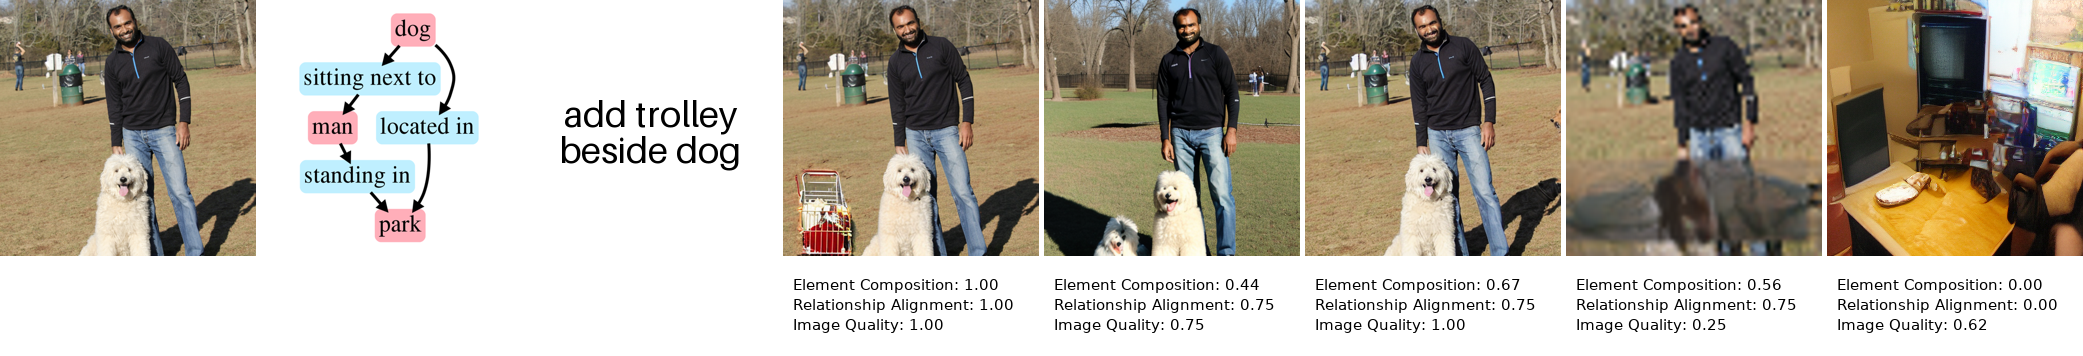 dog
sitting next to
man
located in
standing in
park
add trolley
beside dog
Element Composition: 1.00
Relationship Alignment: 1.00
Image Quality: 1.00
Element Composition: 0.44
Relationship Alignment: 0.75
Image Quality: 0.75
Element Composition: 0.67
Relationship Alignment: 0.75
Image Quality: 1.00
Element Composition: 0.56
Relationship Alignment: 0.75
Image Quality: 0.25
Element Composition: 0.00
Relationship Alignment: 0.00
Image Quality: 0.62